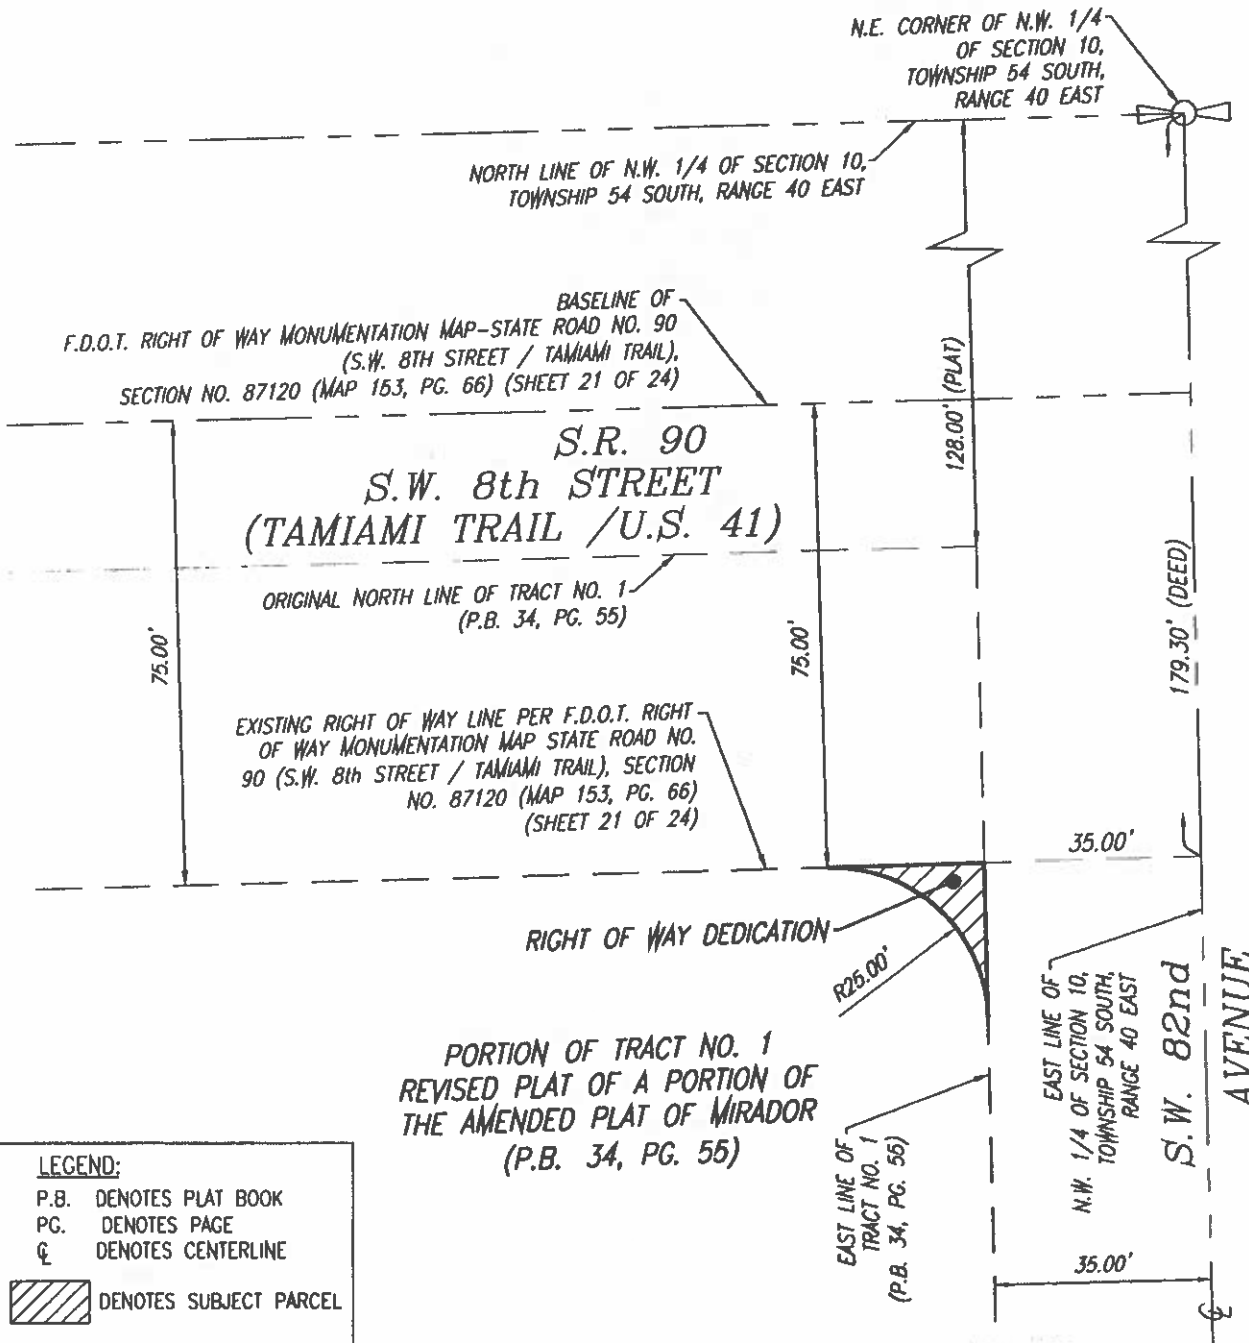 N.E. CORNER OF N.W. 1/4
OF SECTION 10,
TOWNSHIP 54 SOUTH,
RANGE 40 EAST
NORTH LINE OF N.W. 1/4 OF SECTION 10,
TOWNSHIP 54 SOUTH, RANGE 40 EAST
BASELINE OF
F.D.O.T. RIGHT OF WAY MONUMENTATION MAP-STATE ROAD NO. 90
(S.W. 8TH STREET / TAMIAMI TRAIL),
SECTION NO. 87120 (MAP 153, PG. 66) (SHEET 21 OF 24)
128.00' (PLAT)
S.R. 90
S.W. 8th STREET
(TAMIAMI TRAIL /U.S. 41)
ORIGINAL NORTH LINE OF TRACT NO. 1
(P.B. 34, PG. 55)
75.00'
75.00'
179.30' (DEED)
EXISTING RIGHT OF WAY LINE PER F.D.O.T. RIGHT
OF WAY MONUMENTATION MAP STATE ROAD NO.
90 (S.W. 8th STREET / TAMIAMI TRAIL), SECTION
NO. 87120 (MAP 153, PG. 66)
(SHEET 21 OF 24)
35.00'
RIGHT OF WAY DEDICATION
R25.00'
PORTION OF TRACT NO. 1
REVISED PLAT OF A PORTION OF
THE AMENDED PLAT OF MIRADOR
(P.B. 34, PG. 55)
EAST LINE OF
TRACT NO. 1
(P.B. 34, PG. 55)
EAST LINE OF
N.W. 1/4 OF SECTION 10,
TOWNSHIP 54 SOUTH,
RANGE 40 EAST
S.W. 82nd
AVENUE
35.00'
℄
LEGEND:
P.B. DENOTES PLAT BOOK
PG. DENOTES PAGE
℄ DENOTES CENTERLINE
DENOTES SUBJECT PARCEL